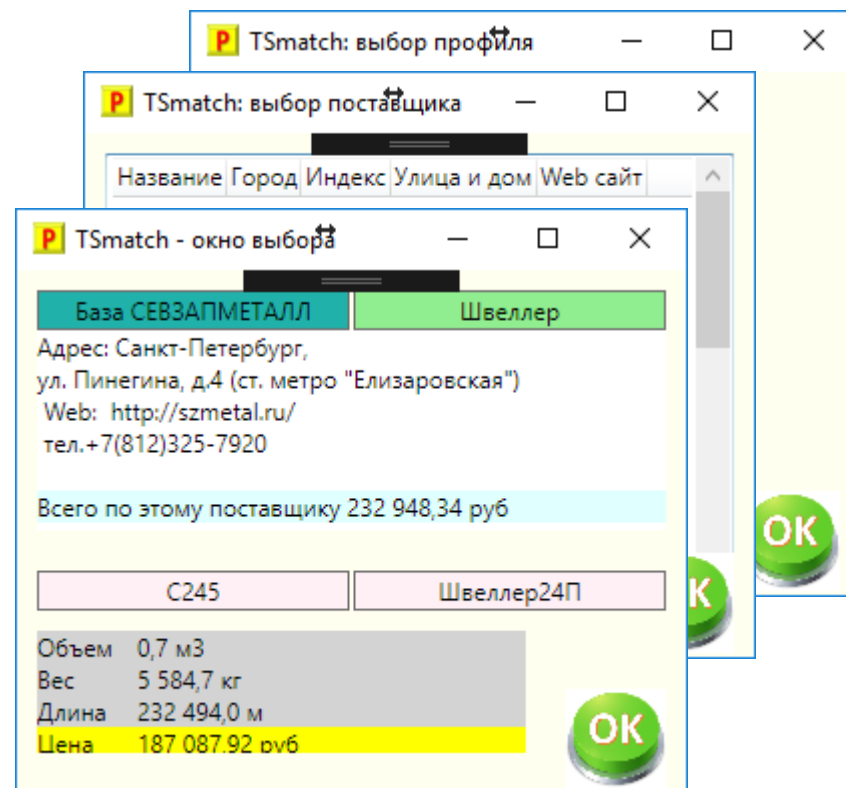 P TSmatch: выбор профиля
P TSmatch: выбор поставщика
Название Город Индекс Улица и дом Web сайт
P TSmatch - окно выбора
База СЕВЗАПМЕТАЛЛ Швеллер
Адрес: Санкт-Петербург,
ул. Пинегина, д.4 (ст. метро "Елизаровская")
Web: http://szmetal.ru/
тел.+7(812)325-7920
Всего по этому поставщику 232 948,34 руб
OK
С245 Швеллер24П
K
Объем 0,7 м3
Вес 5 584,7 кг
Длина 232 494,0 м
OK
Цена 187 087,92 руб